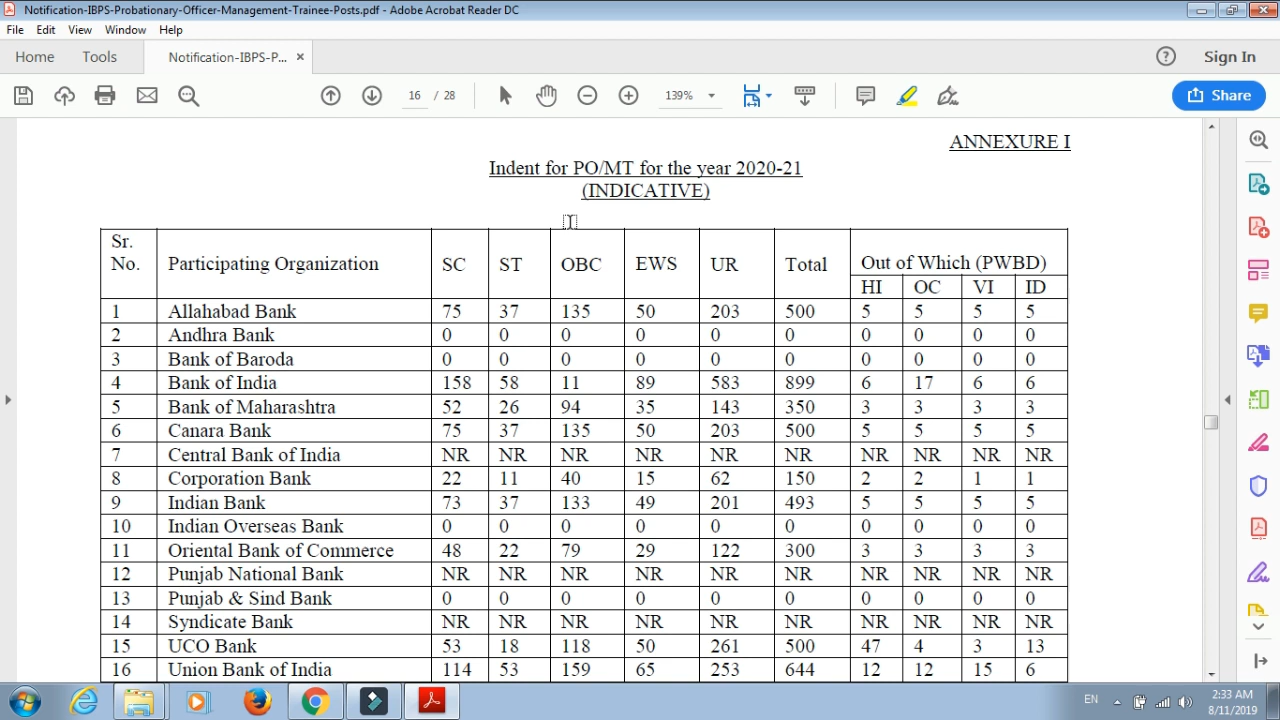 Notification-IBPS-Probationary-Officer-Management-Trainee-Posts.pdf - Adobe Acrobat Reader DC
File Edit View Window Help
Home Tools Notification-IBPS-P... × ? Sign In
16 / 28 139% Share
ANNEXURE I
Indent for PO/MT for the year 2020-21
(INDICATIVE)
Sr. No. Participating Organization SC ST OBC EWS UR Total Out of Which (PWBD)
HI OC VI ID
1 Allahabad Bank 75 37 135 50 203 500 5 5 5 5
2 Andhra Bank 0 0 0 0 0 0 0 0 0 0
3 Bank of Baroda 0 0 0 0 0 0 0 0 0 0
4 Bank of India 158 58 11 89 583 899 6 17 6 6
5 Bank of Maharashtra 52 26 94 35 143 350 3 3 3 3
6 Canara Bank 75 37 135 50 203 500 5 5 5 5
7 Central Bank of India NR NR NR NR NR NR NR NR NR NR
8 Corporation Bank 22 11 40 15 62 150 2 2 1 1
9 Indian Bank 73 37 133 49 201 493 5 5 5 5
10 Indian Overseas Bank 0 0 0 0 0 0 0 0 0 0
11 Oriental Bank of Commerce 48 22 79 29 122 300 3 3 3 3
12 Punjab National Bank NR NR NR NR NR NR NR NR NR NR
13 Punjab & Sind Bank 0 0 0 0 0 0 0 0 0 0
14 Syndicate Bank NR NR NR NR NR NR NR NR NR NR
15 UCO Bank 53 18 118 50 261 500 47 4 3 13
16 Union Bank of India 114 53 159 65 253 644 12 12 15 6
EN 2:33 AM
8/11/2019